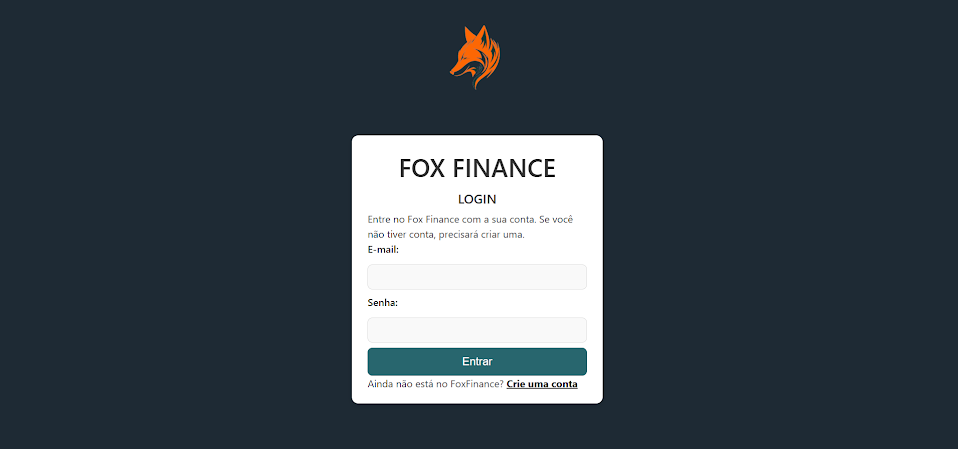 FOX FINANCE
LOGIN
Entre no Fox Finance com a sua conta. Se você
não tiver conta, precisará criar uma.
E-mail:
Senha:
Entrar
Ainda não está no FoxFinance? Crie uma conta